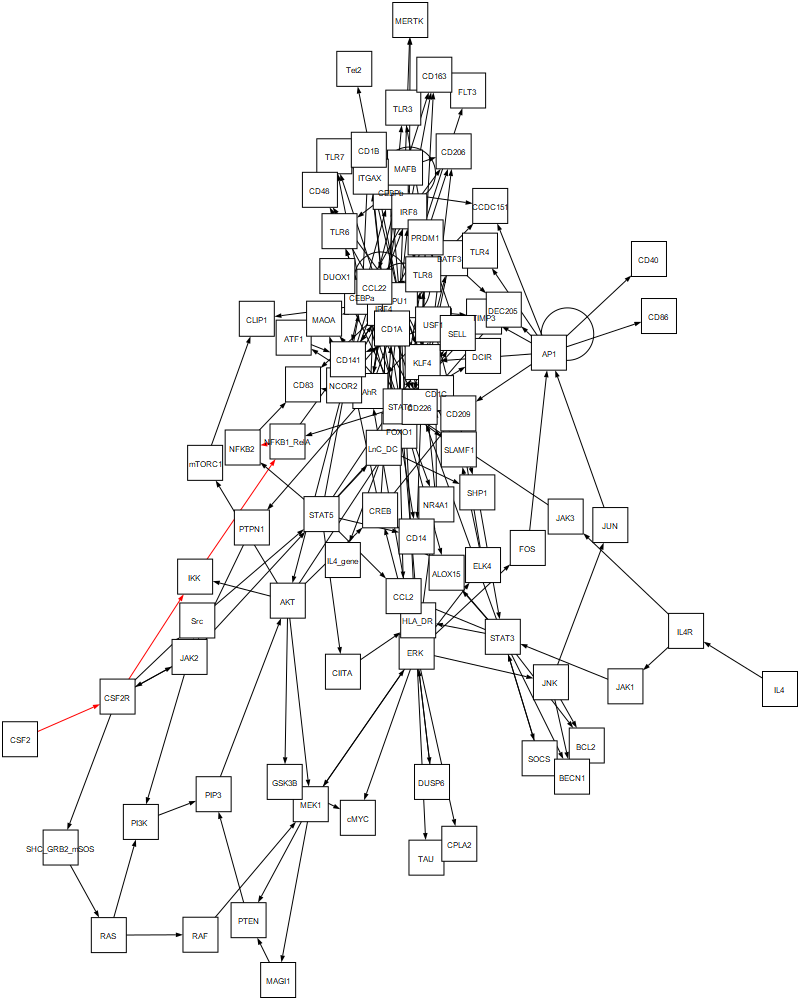 MERTK
Tet2
CD163
FLT3
TLR3
CD1B
TLR7
CD206
MAFB
ITGAX
CD48
CEBPb
CCDC151
IRF8
TLR6
PRDM1
TLR4
BATF3
CD40
DUOX1
TLR8
CCL22
CEBPa
PU1
IRF4
DEC205
TIMP3
CD86
CLIP1
MAOA
CD1A
USF1
SELL
ATF1
AP1
CD141
KLF4
DCIR
CD83
NCOR2
AhR
CD1C
CD226
CD209
FOXO1
NFKB2
NFKB1_RelA
LnC_DC
SLAMF1
mTORC1
SHP1
NR4A1
CREB
STAT5
JAK3
JUN
PTPN1
CD14
FOS
IL4_gene
ALOX15
ELK4
IKK
AKT
CCL2
Src
HLA_DR
STAT3
IL4R
ERK
JAK2
CIITA
JNK
JAK1
IL4
CSF2R
CSF2
BCL2
SOCS
BECN1
GSK3B
DUSP6
PIP3
MEK1
cMYC
PI3K
SHC_GRB2_mSOS
TAU
CPLA2
PTEN
RAS
RAF
MAGI1